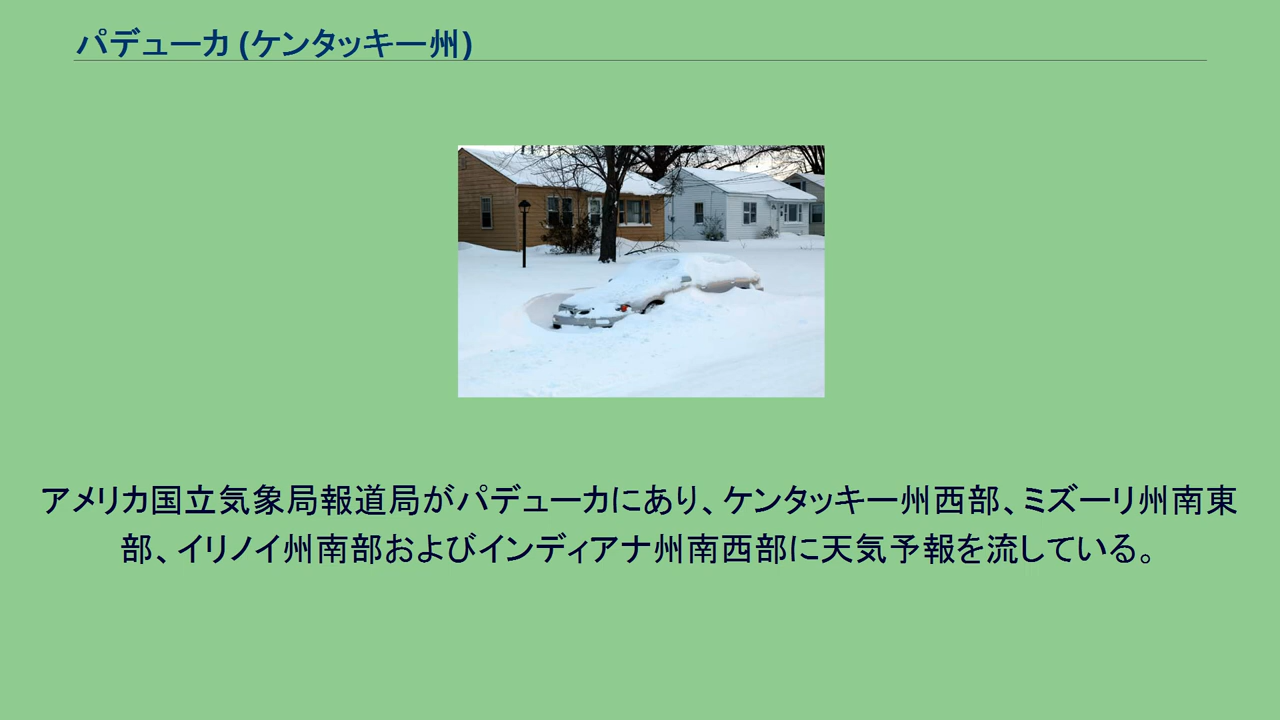 パデューカ (ケンタッキー州)
アメリカ国立気象局報道局がパデューカにあり、ケンタッキー州西部、ミズーリ州南東
部、イリノイ州南部およびインディアナ州南西部に天気予報を流している。